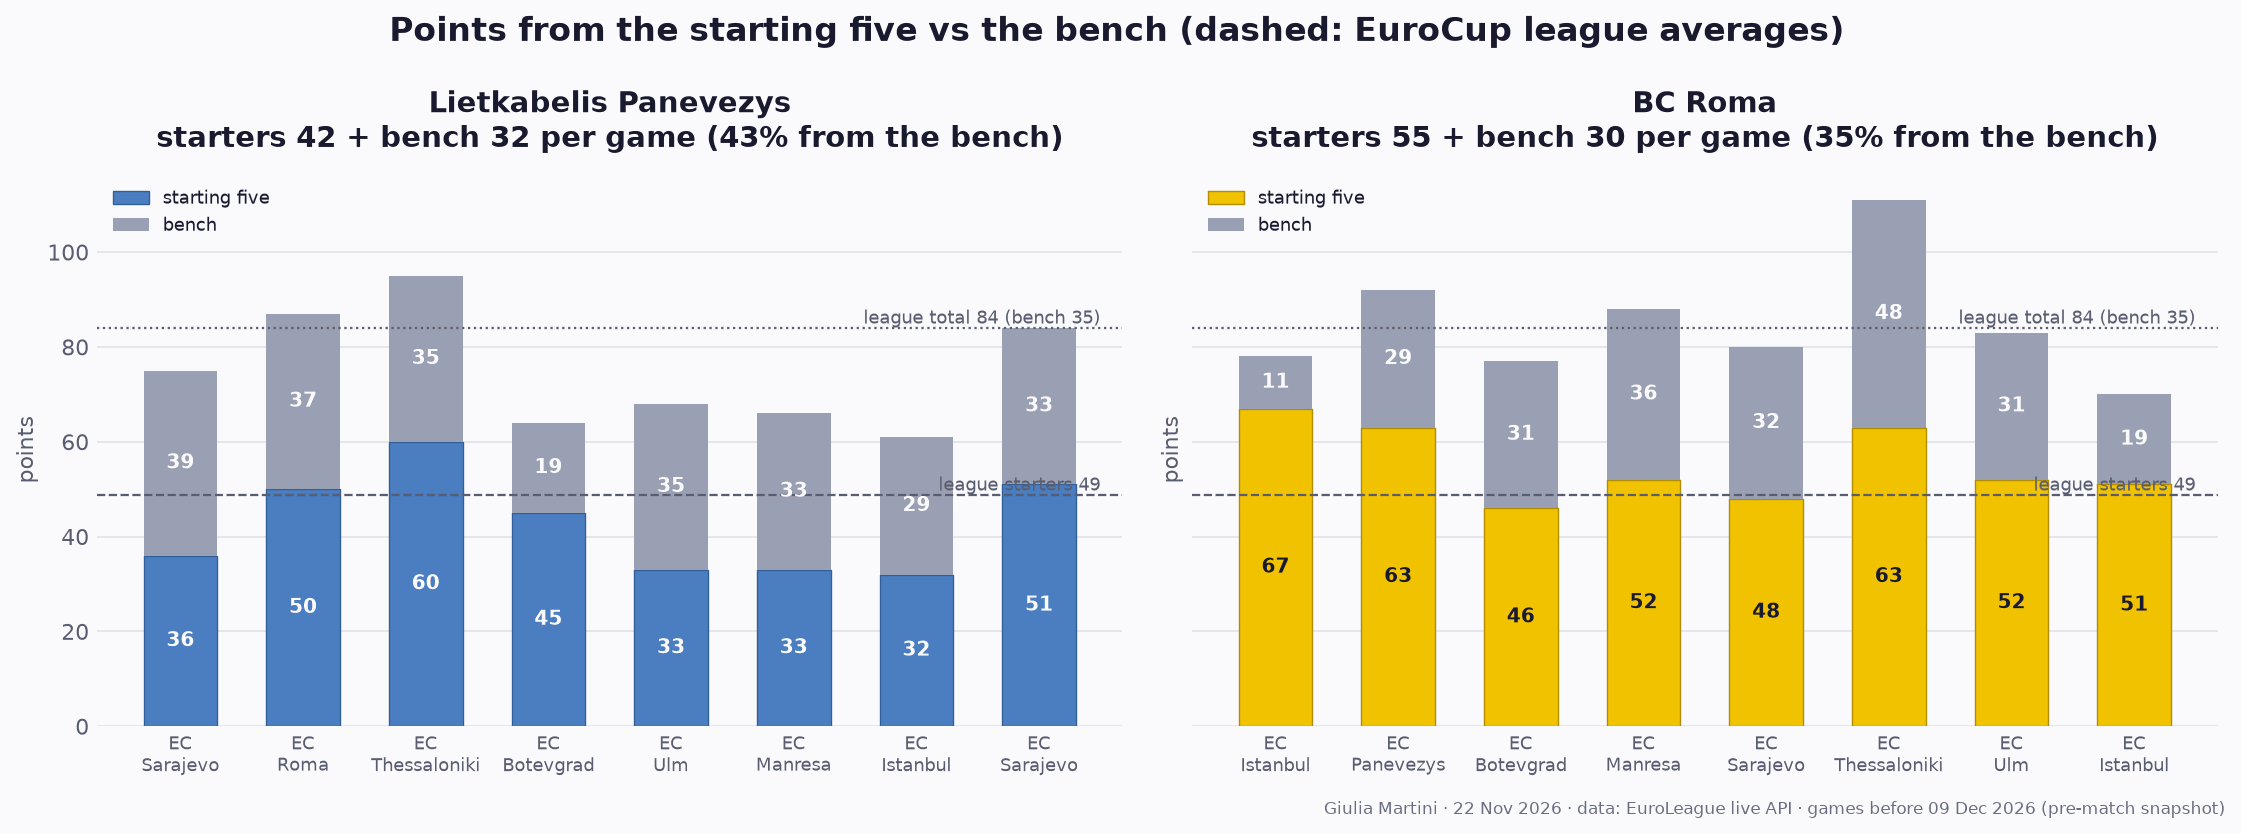 Points from the starting five vs the bench (dashed: EuroCup league averages)
Lietkabelis Panevezys
starters 42 + bench 32 per game (43% from the bench)
starting five
bench
points
100
80
60
40
20
0
league total 84 (bench 35)
league starters 49
39 37 35 19 35 33 29 33
36 50 60 45 33 33 32 51
EC EC EC EC EC EC EC EC
Sarajevo Roma Thessaloniki Botevgrad Ulm Manresa Istanbul Sarajevo
BC Roma
starters 55 + bench 30 per game (35% from the bench)
starting five
bench
points
league total 84 (bench 35)
league starters 49
11 29 31 36 32 48 31 19
67 63 46 52 48 63 52 51
EC EC EC EC EC EC EC EC
Istanbul Panevezys Botevgrad Manresa Sarajevo Thessaloniki Ulm Istanbul
Giulia Martini · 22 Nov 2026 · data: EuroLeague live API · games before 09 Dec 2026 (pre-match snapshot)